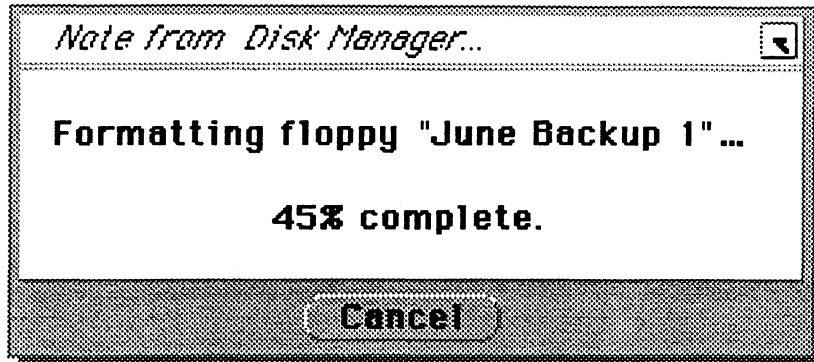 Note from Disk Manager...
Formatting floppy "June Backup 1"...
45% complete.
Cancel